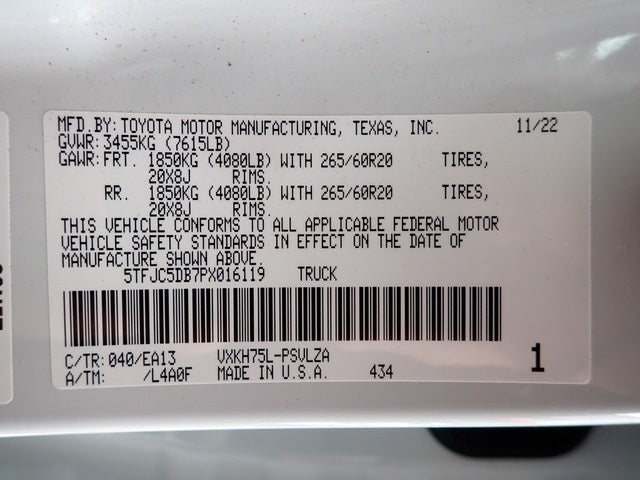 MFD.BY:TOYOTA MOTOR MANUFACTURING, TEXAS, INC. 11/22
GVWR:3455KG (7615LB)
GAWR:FRT. 1850KG (4080LB) WITH 265/60R20 TIRES,
20X8J RIMS.
RR. 1850KG (4080LB) WITH 265/60R20 TIRES,
20X8J RIMS.
THIS VEHICLE CONFORMS TO ALL APPLICABLE FEDERAL MOTOR
VEHICLE SAFETY STANDARDS IN EFFECT ON THE DATE OF
MANUFACTURE SHOWN ABOVE.
5TFJC5DB7PX016119 TRUCK
C/TR:040/EA13 VXKH75L-PSVLZA
A/TM: /L4A0F MADE IN U.S.A. 434 1